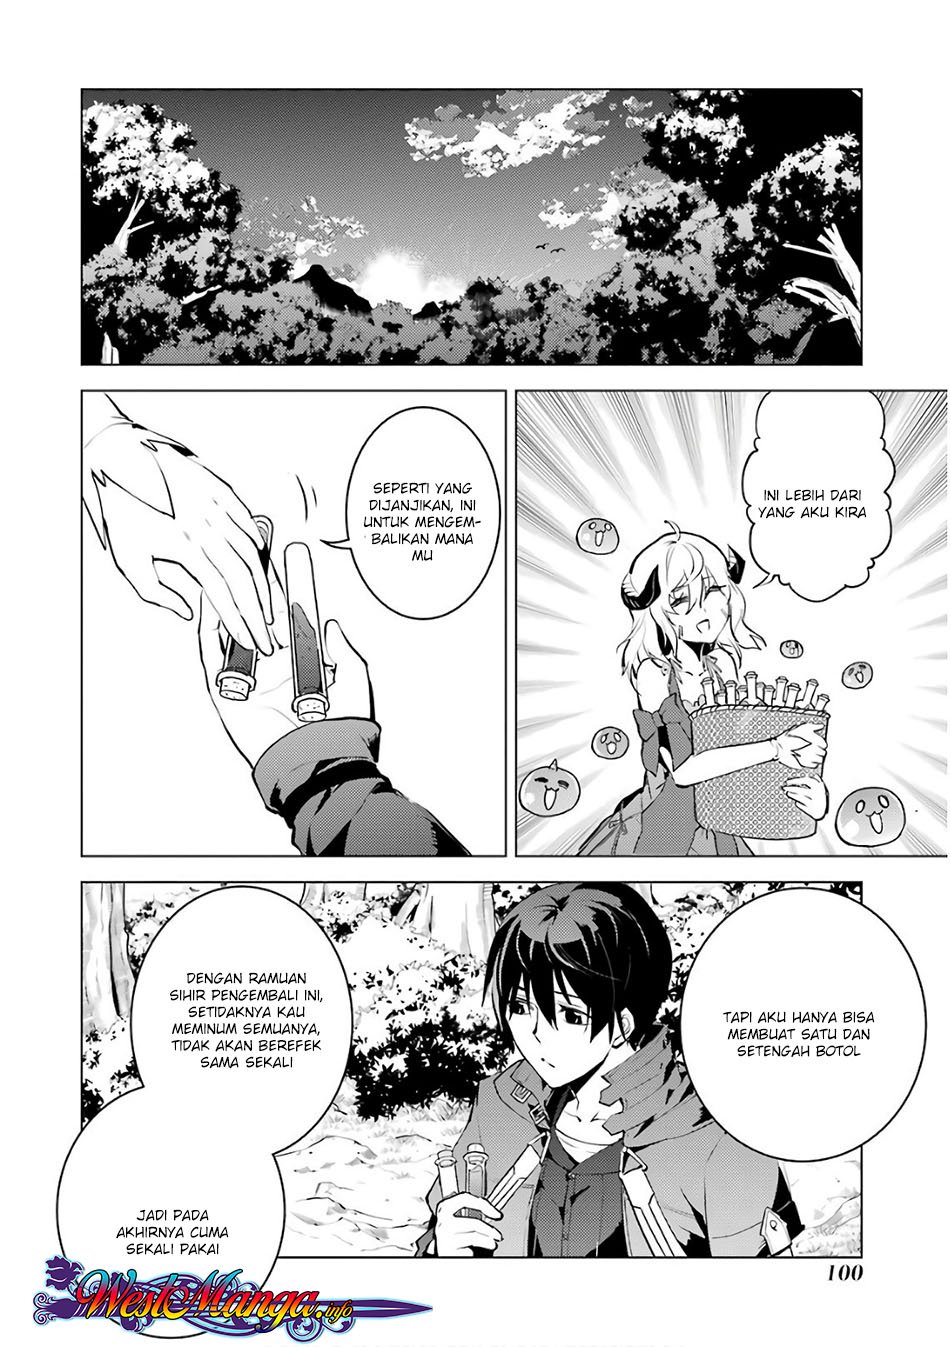 INI LEBIH DARI
YANG AKU KIRA
SEPERTI YANG
DIJANJIKAN, INI
UNTUK MENGEM-
BALIKAN MANA
MU
TAPI AKU HANYA BISA
MEMBUAT SATU DAN
SETENGAH BOTOL
DENGAN RAMUAN
SIHIR PENGEMBALI INI,
SETIDAKNYA KAU
MEMINUM SEMUANYA,
TIDAK AKAN BEREFEK
SAMA SEKALI
JADI PADA
AKHIRNYA CUMA
SEKALI PAKAI
100
WestManga.info